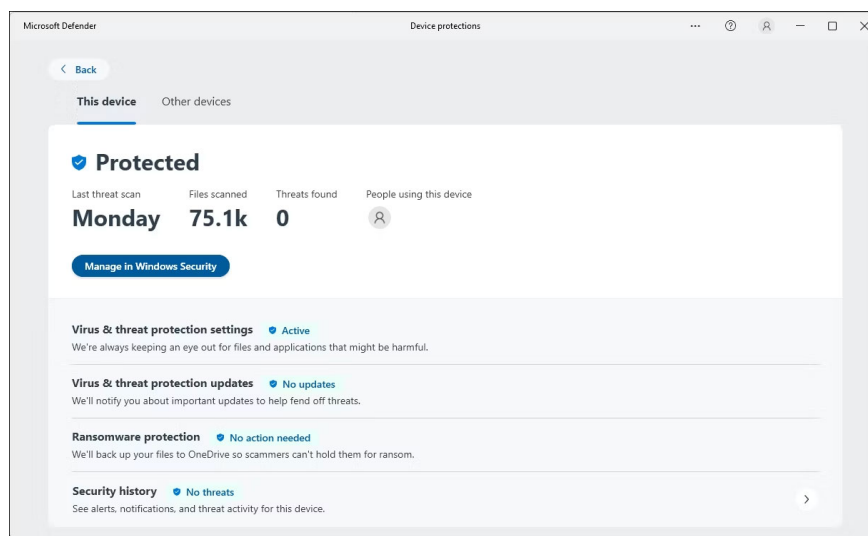 Microsoft Defender
Device protections
Back
This device Other devices
Protected
Last threat scan Files scanned Threats found People using this device
Monday 75.1k 0
Manage in Windows Security
Virus & threat protection settings Active
We're always keeping an eye out for files and applications that might be harmful.
Virus & threat protection updates No updates
We'll notify you about important updates to help fend off threats.
Ransomware protection No action needed
We'll back up your files to OneDrive so scammers can't hold them for ransom.
Security history No threats
See alerts, notifications, and threat activity for this device.